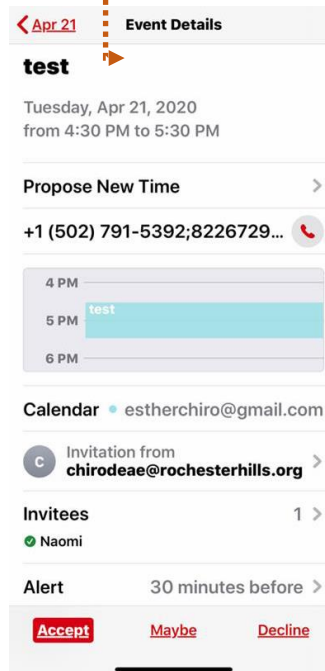 Apr 21 Event Details
test
Tuesday, Apr 21, 2020
from 4:30 PM to 5:30 PM
Propose New Time
+1 (502) 791-5392;8226729...
4 PM
test
5 PM
6 PM
Calendar • estherchiro@gmail.com
C
Invitation from
chirodeae@rochesterhills.org
Invitees 1
Naomi
Alert 30 minutes before
Accept Maybe Decline